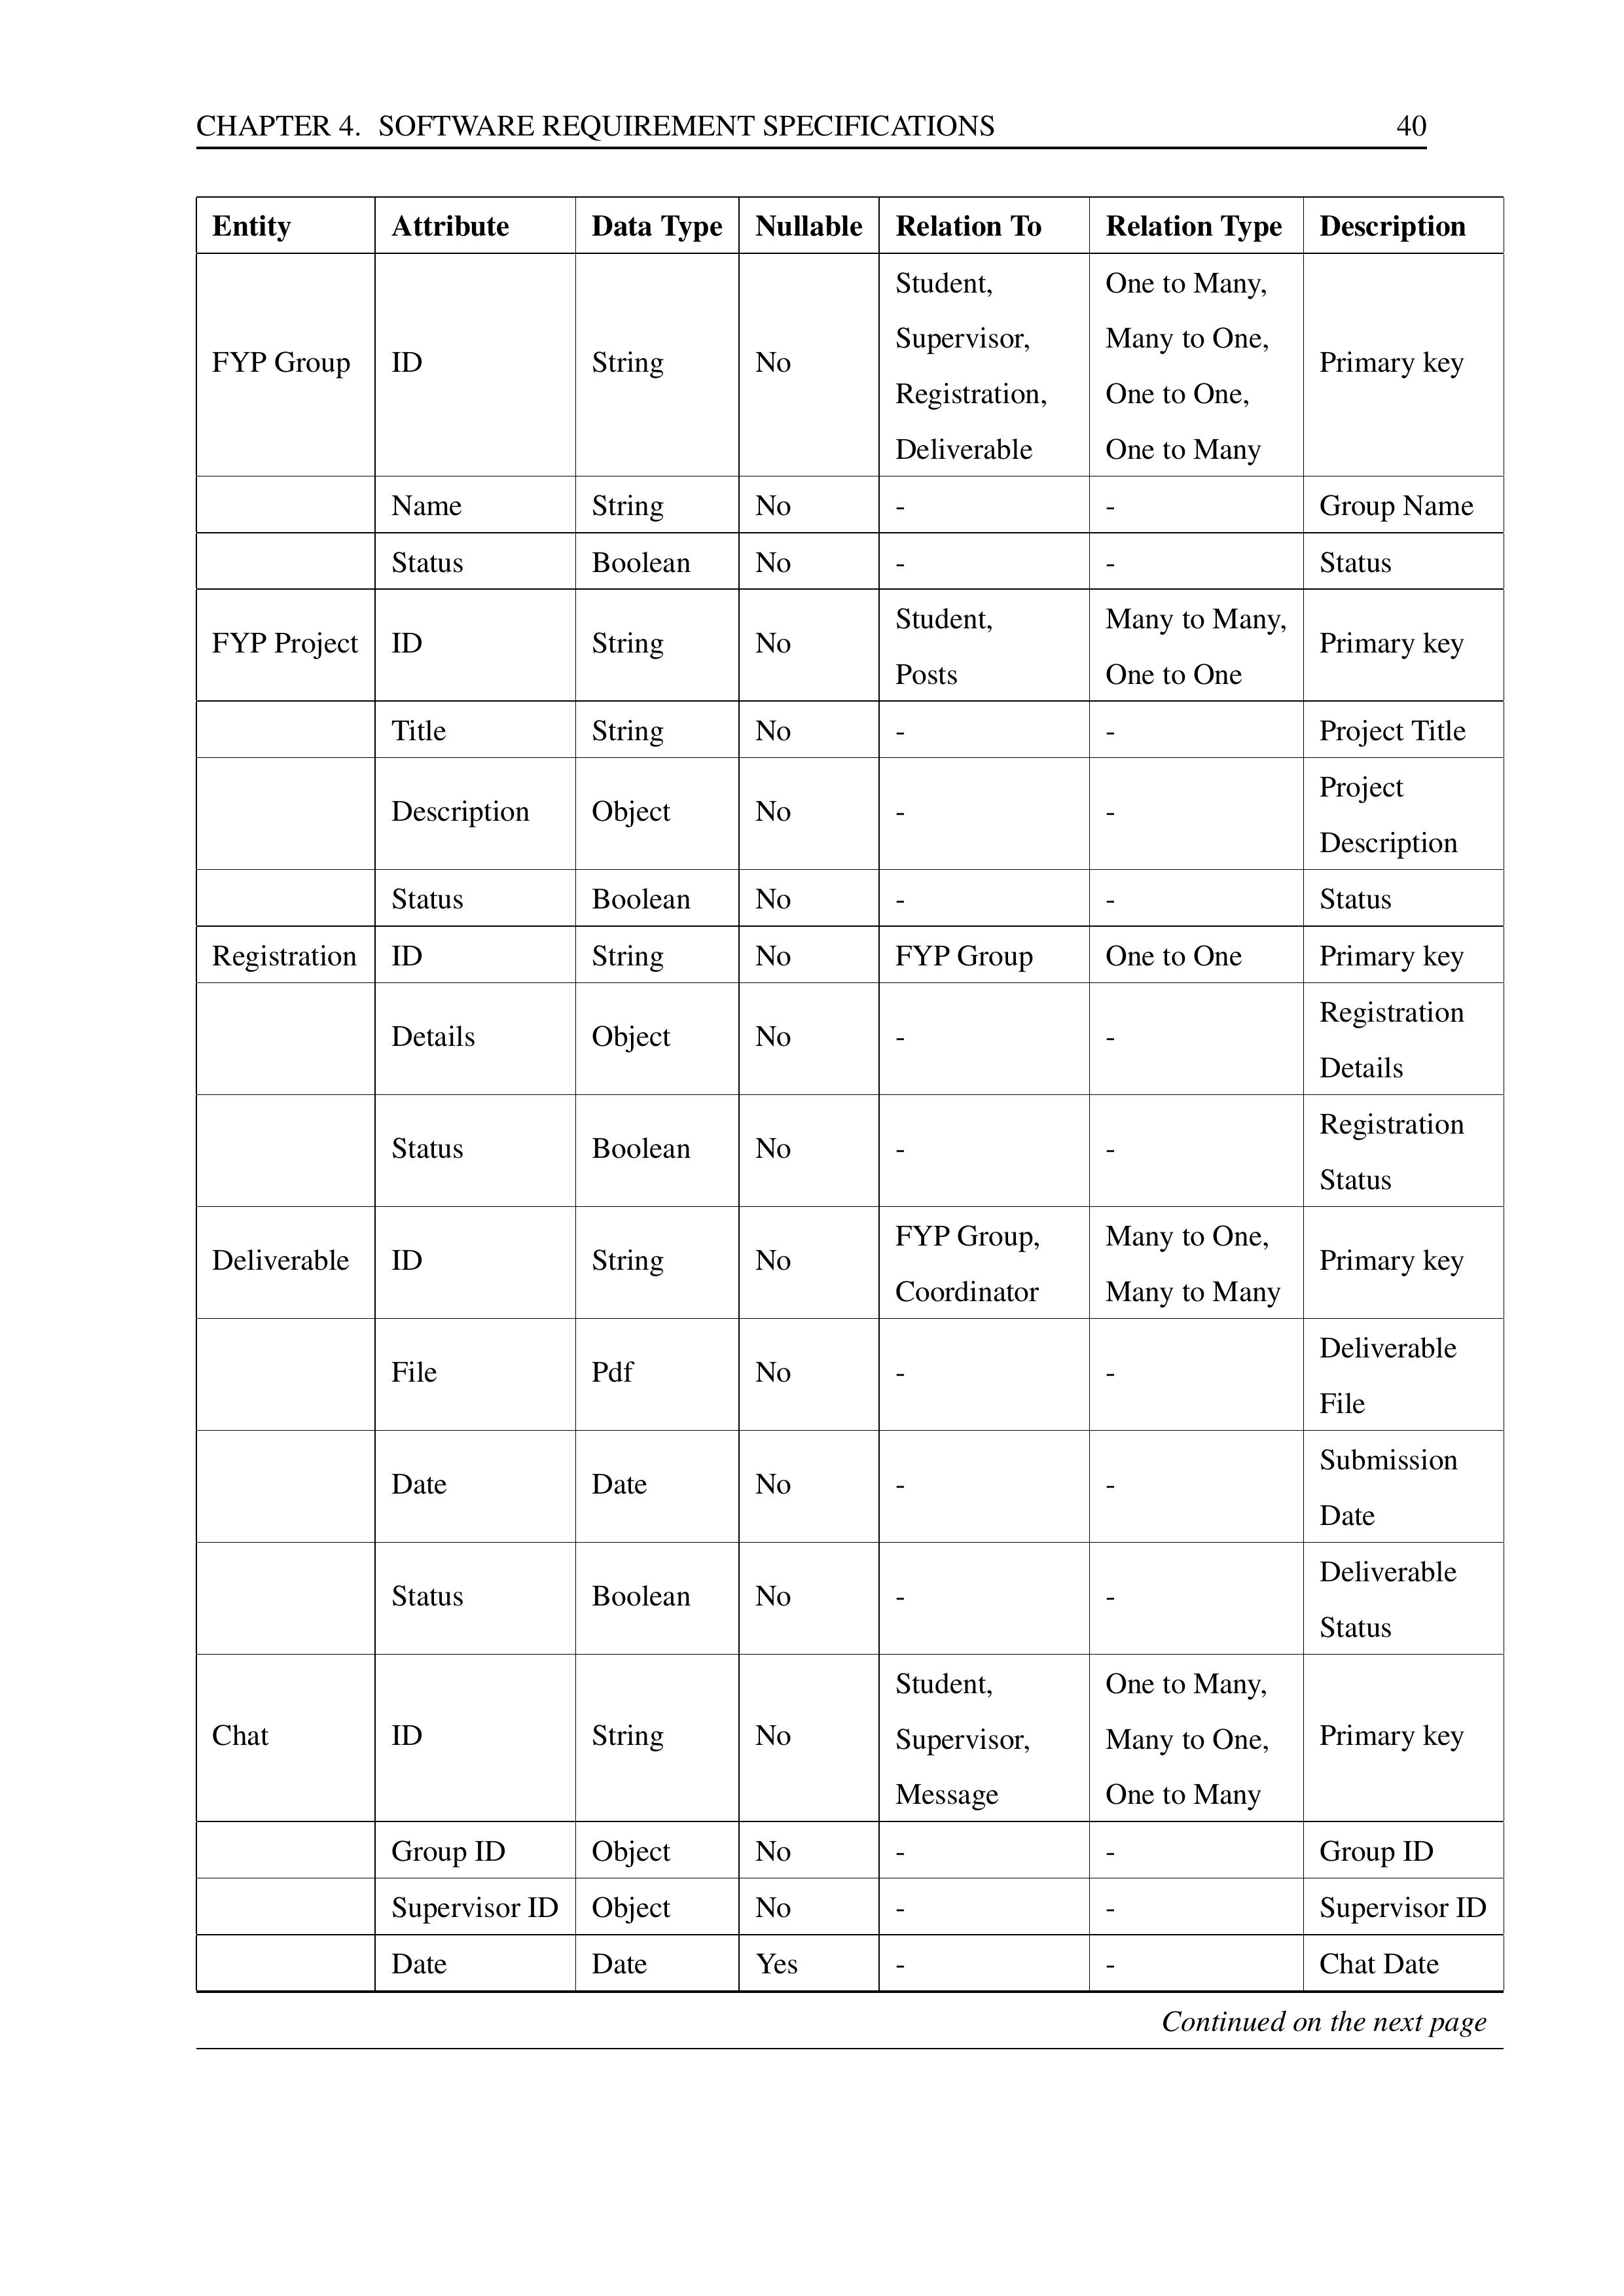 CHAPTER 4. SOFTWARE REQUIREMENT SPECIFICATIONS 40
Entity Attribute Data Type Nullable Relation To Relation Type Description
FYP Group ID String No Student, Supervisor, Registration, Deliverable One to Many, Many to One, One to One, One to Many Primary key
Name String No - - Group Name
Status Boolean No - - Status
FYP Project ID String No Student, Posts Many to Many, One to One Primary key
Title String No - - Project Title
Description Object No - - Project Description
Status Boolean No - - Status
Registration ID String No FYP Group One to One Primary key
Details Object No - - Registration Details
Status Boolean No - - Registration Status
Deliverable ID String No FYP Group, Coordinator Many to One, Many to Many Primary key
File Pdf No - - Deliverable File
Date Date No - - Submission Date
Status Boolean No - - Deliverable Status
Chat ID String No Student, Supervisor, Message One to Many, Many to One, One to Many Primary key
Group ID Object No - - Group ID
Supervisor ID Object No - - Supervisor ID
Date Date Yes - - Chat Date
Continued on the next page